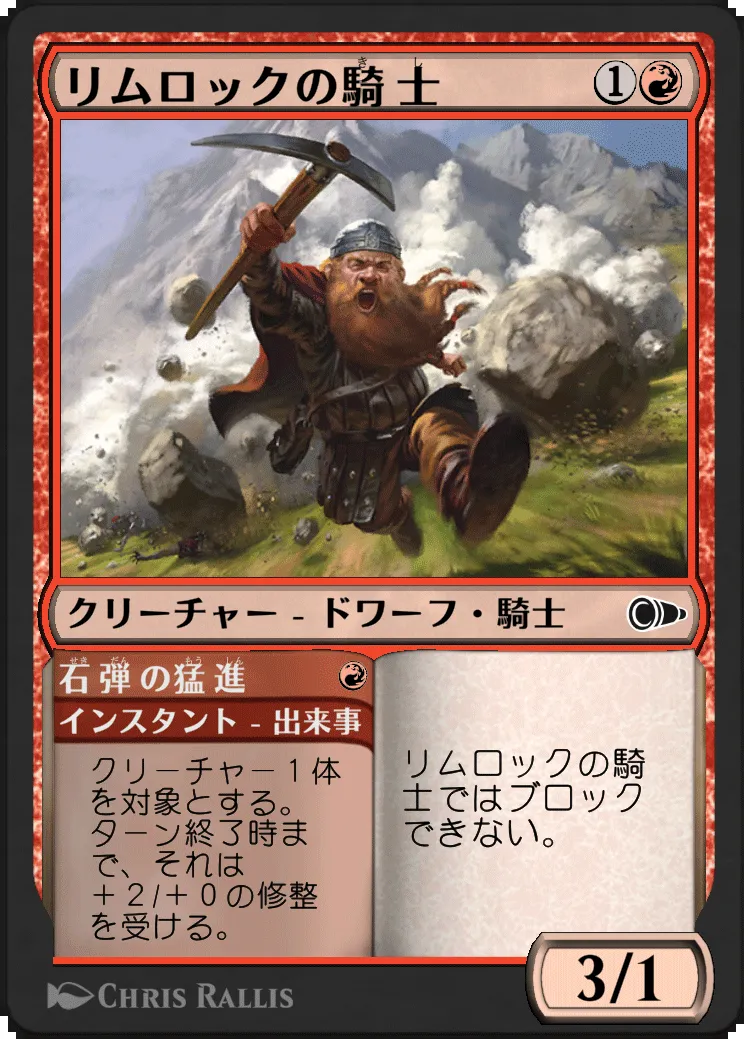 リムロックの騎士 1
クリーチャー - ドワーフ・騎士
石弾の猛進
インスタント - 出来事
クリーチャー１体
を対象とする。
ターン終了時ま
で、それは
＋２/＋０の修整
を受ける。
リムロックの騎
士ではブロック
できない。
3/1
CHRIS RALLIS